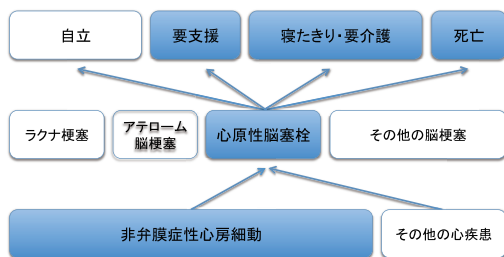 自立
要支援
寝たきり・要介護
死亡
ラクナ梗塞
アテローム
脳梗塞
心原性脳塞栓
その他の脳梗塞
非弁膜症性心房細動
その他の心疾患